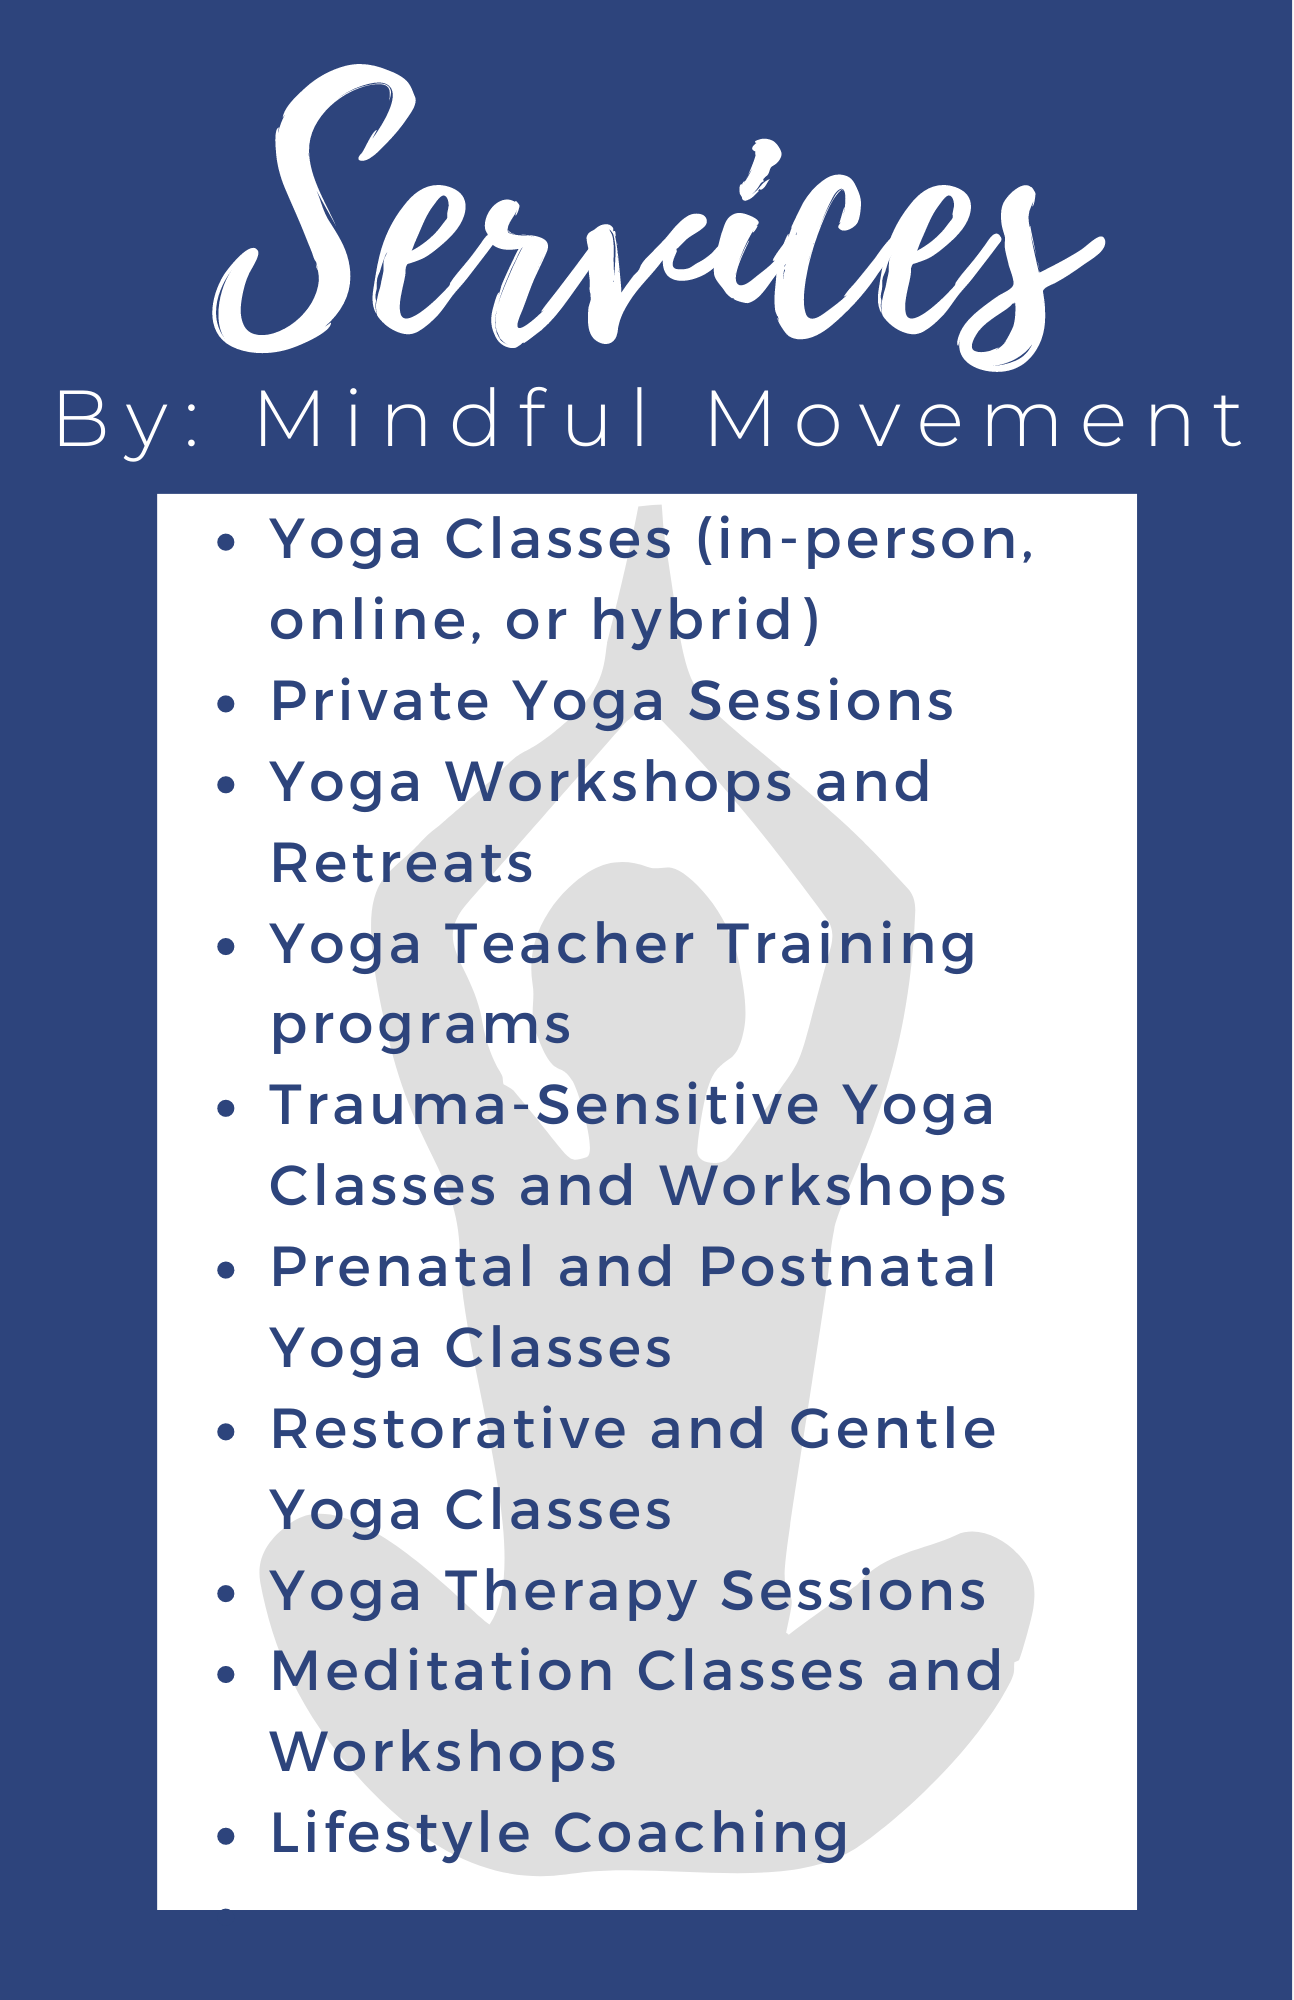 Services
By: Mindful Movement
• Yoga Classes (in-person,
online, or hybrid)
• Private Yoga Sessions
• Yoga Workshops and
Retreats
• Yoga Teacher Training
programs
• Trauma-Sensitive Yoga
Classes and Workshops
• Prenatal and Postnatal
Yoga Classes
• Restorative and Gentle
Yoga Classes
• Yoga Therapy Sessions
• Meditation Classes and
Workshops
• Lifestyle Coaching